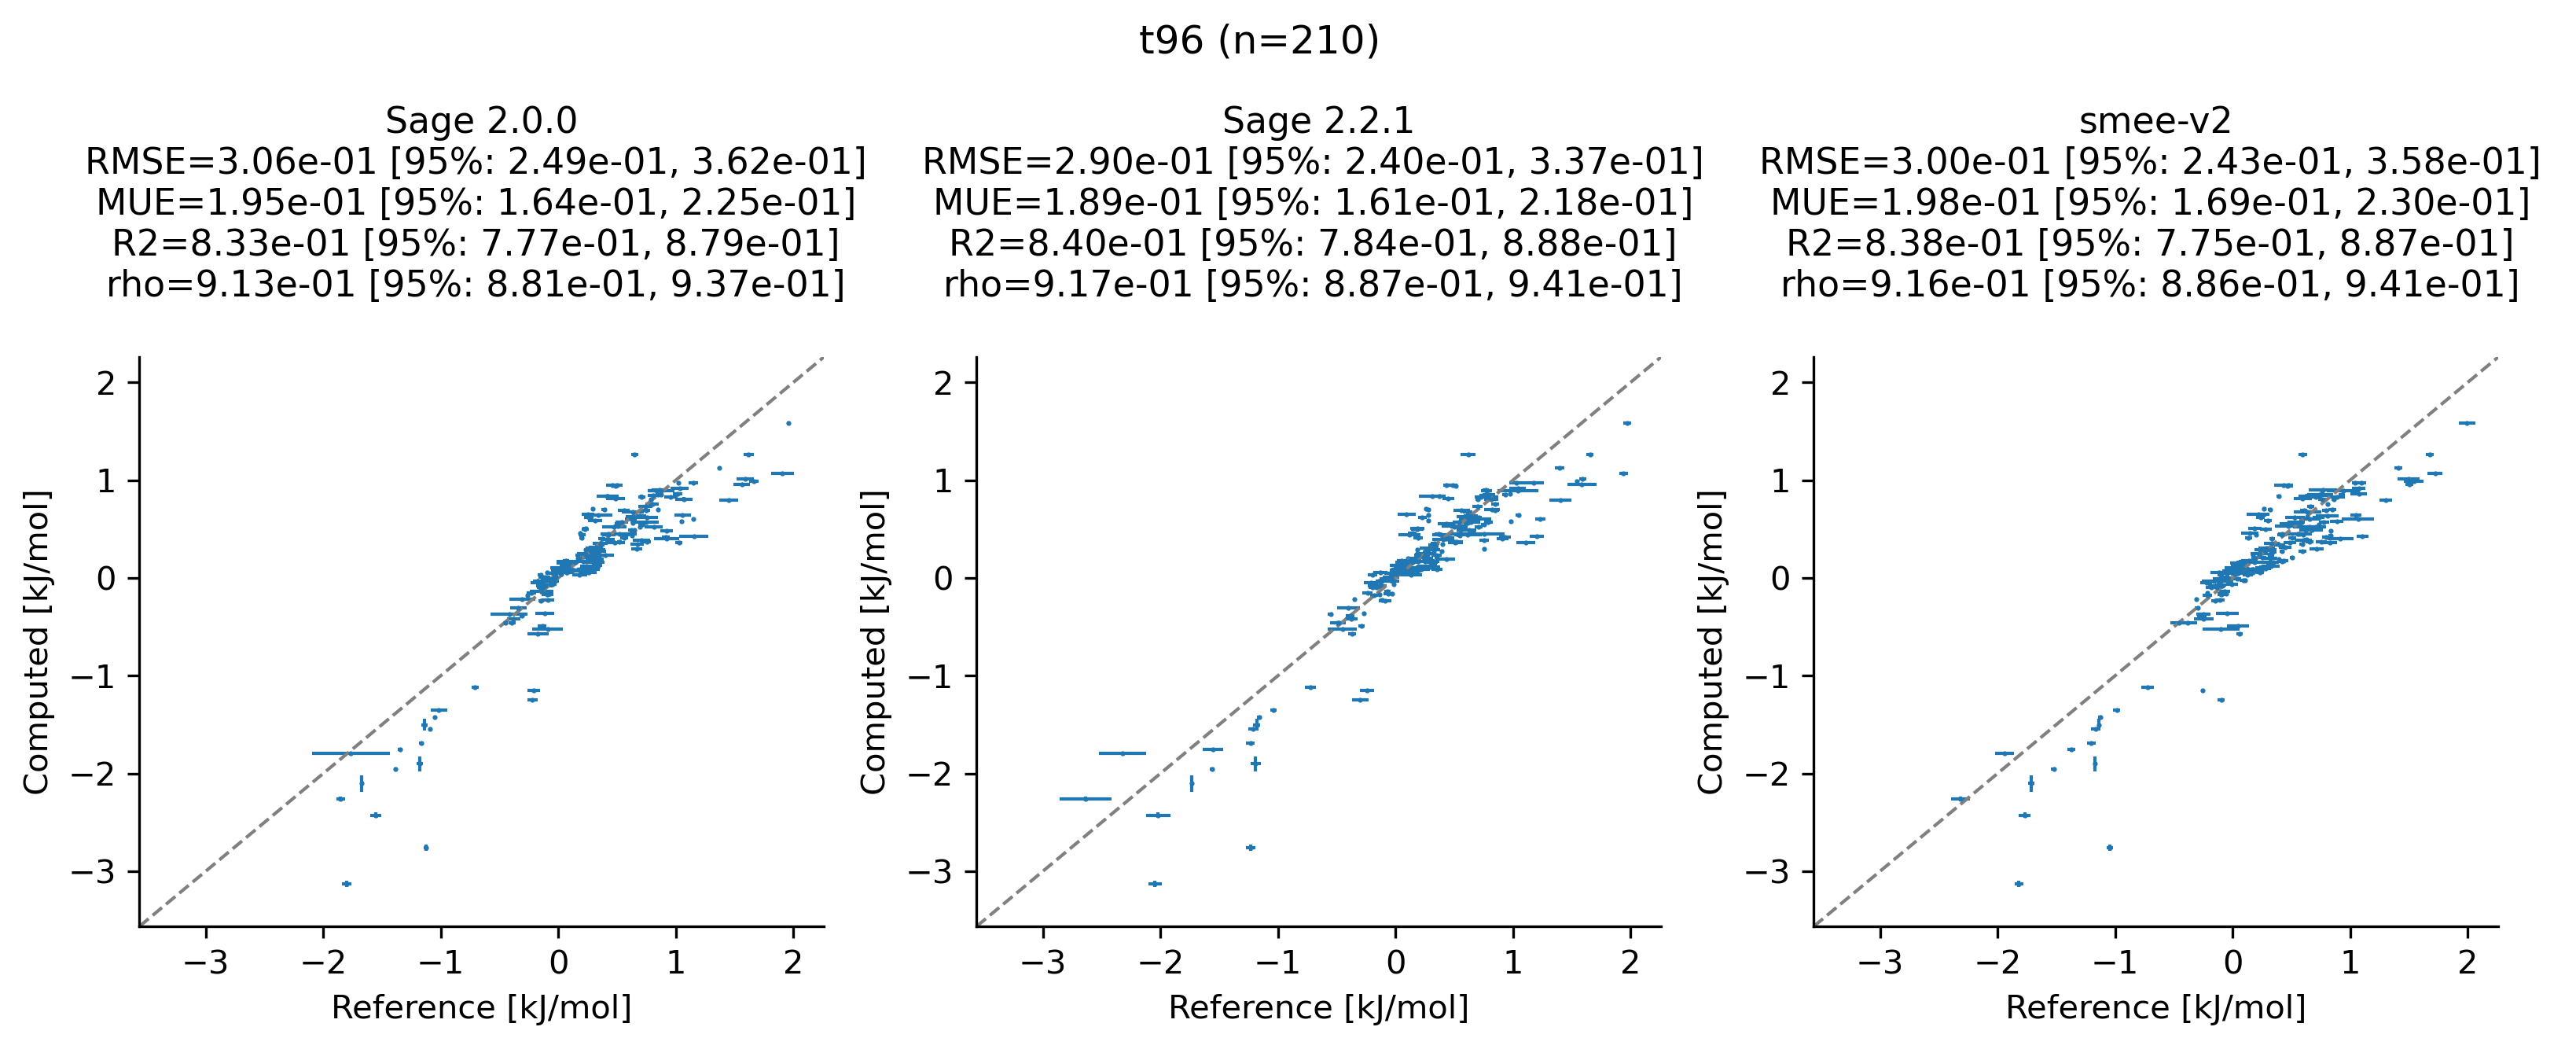 t96 (n=210)
Sage 2.0.0
RMSE=3.06e-01 [95%: 2.49e-01, 3.62e-01]
MUE=1.95e-01 [95%: 1.64e-01, 2.25e-01]
R2=8.33e-01 [95%: 7.77e-01, 8.79e-01]
rho=9.13e-01 [95%: 8.81e-01, 9.37e-01]
2
1
0
−1
−2
−3
Computed [kJ/mol]
−3 −2 −1 0 1 2
Reference [kJ/mol]
Sage 2.2.1
RMSE=2.90e-01 [95%: 2.40e-01, 3.37e-01]
MUE=1.89e-01 [95%: 1.61e-01, 2.18e-01]
R2=8.40e-01 [95%: 7.84e-01, 8.88e-01]
rho=9.17e-01 [95%: 8.87e-01, 9.41e-01]
2
1
0
−1
−2
−3
Computed [kJ/mol]
−3 −2 −1 0 1 2
Reference [kJ/mol]
smee-v2
RMSE=3.00e-01 [95%: 2.43e-01, 3.58e-01]
MUE=1.98e-01 [95%: 1.69e-01, 2.30e-01]
R2=8.38e-01 [95%: 7.75e-01, 8.87e-01]
rho=9.16e-01 [95%: 8.86e-01, 9.41e-01]
2
1
0
−1
−2
−3
Computed [kJ/mol]
−3 −2 −1 0 1 2
Reference [kJ/mol]